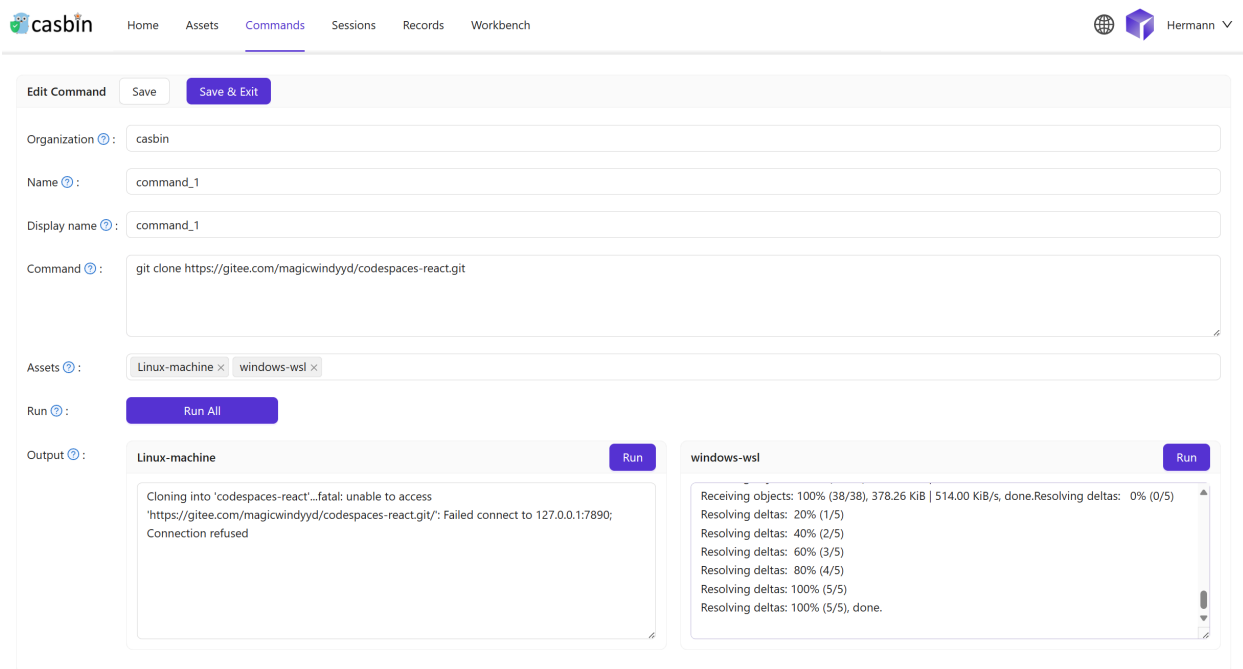 casbin
Home Assets Commands Sessions Records Workbench Hermann
Edit Command Save Save & Exit
Organization ? : casbin
Name ? : command_1
Display name ? : command_1
Command ? : git clone https://gitee.com/magicwindyyd/codespaces-react.git
Assets ? : Linux-machine × windows-wsl ×
Run ? : Run All
Output ? :
Linux-machine Run
Cloning into 'codespaces-react'...fatal: unable to access
'https://gitee.com/magicwindyyd/codespaces-react.git/': Failed connect to 127.0.0.1:7890;
Connection refused
windows-wsl Run
Receiving objects: 100% (38/38), 378.26 KiB | 514.00 KiB/s, done.Resolving deltas: 0% (0/5)
Resolving deltas: 20% (1/5)
Resolving deltas: 40% (2/5)
Resolving deltas: 60% (3/5)
Resolving deltas: 80% (4/5)
Resolving deltas: 100% (5/5)
Resolving deltas: 100% (5/5), done.